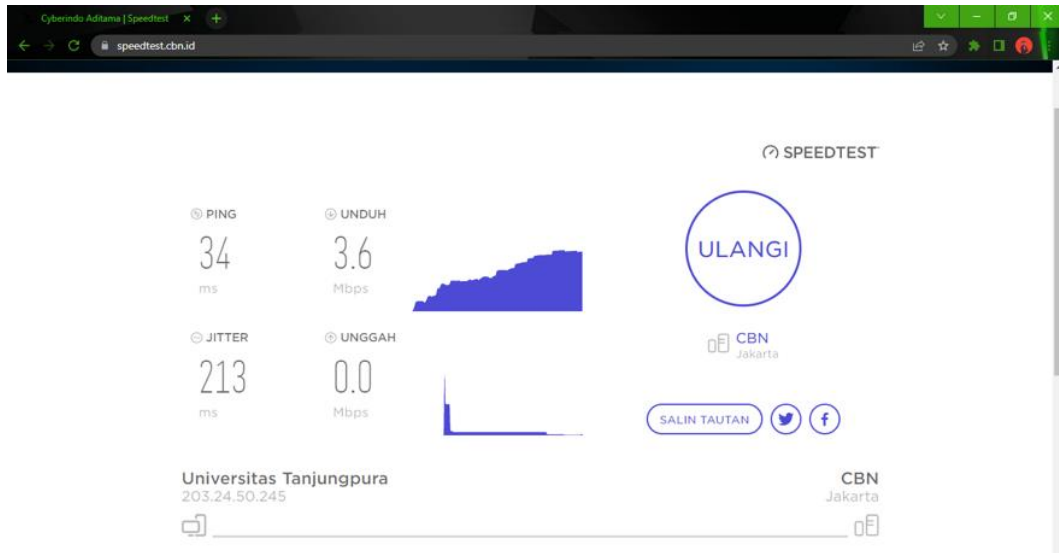 Cyberindo Aditama | Speedtest
speedtest.cbn.id
SPEEDTEST
PING
34
ms
UNDUH
3.6
Mbps
ULANGI
JITTER
213
ms
UNGGAH
0.0
Mbps
CBN
Jakarta
SALIN TAUTAN
Universitas Tanjungpura
203.24.50.245
CBN
Jakarta